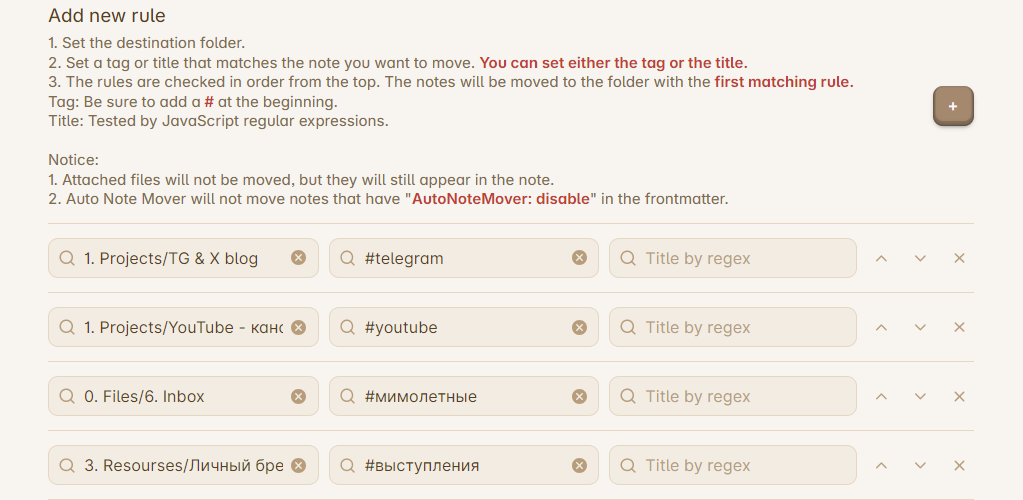 Add new rule
1. Set the destination folder.
2. Set a tag or title that matches the note you want to move. You can set either the tag or the title.
3. The rules are checked in order from the top. The notes will be moved to the folder with the first matching rule.
Tag: Be sure to add a # at the beginning.
Title: Tested by JavaScript regular expressions.
+
Notice:
1. Attached files will not be moved, but they will still appear in the note.
2. Auto Note Mover will not move notes that have "AutoNoteMover: disable" in the frontmatter.
1. Projects/TG & X blog #telegram Title by regex
1. Projects/YouTube - кан #youtube Title by regex
0. Files/6. Inbox #мимолетные Title by regex
3. Resourses/Личный бре #выступления Title by regex